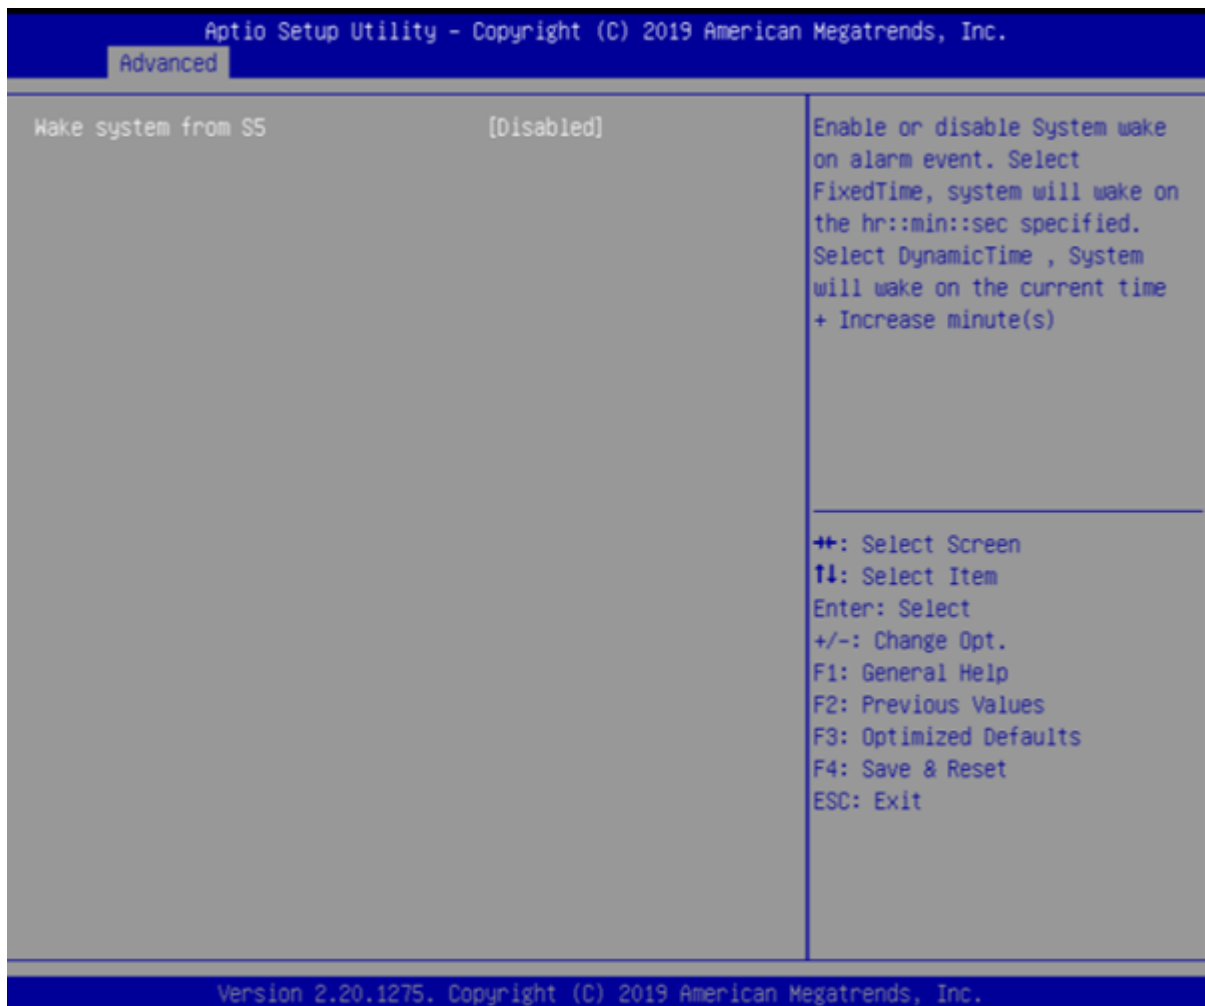 Aptio Setup Utility – Copyright (C) 2019 American Megatrends, Inc.
Advanced
Wake system from S5 [Disabled]
Enable or disable System wake
on alarm event. Select
FixedTime, system will wake on
the hr::min::sec specified.
Select DynamicTime , System
will wake on the current time
+ Increase minute(s)
→←: Select Screen
↑↓: Select Item
Enter: Select
+/-: Change Opt.
F1: General Help
F2: Previous Values
F3: Optimized Defaults
F4: Save & Reset
ESC: Exit
Version 2.20.1275. Copyright (C) 2019 American Megatrends, Inc.